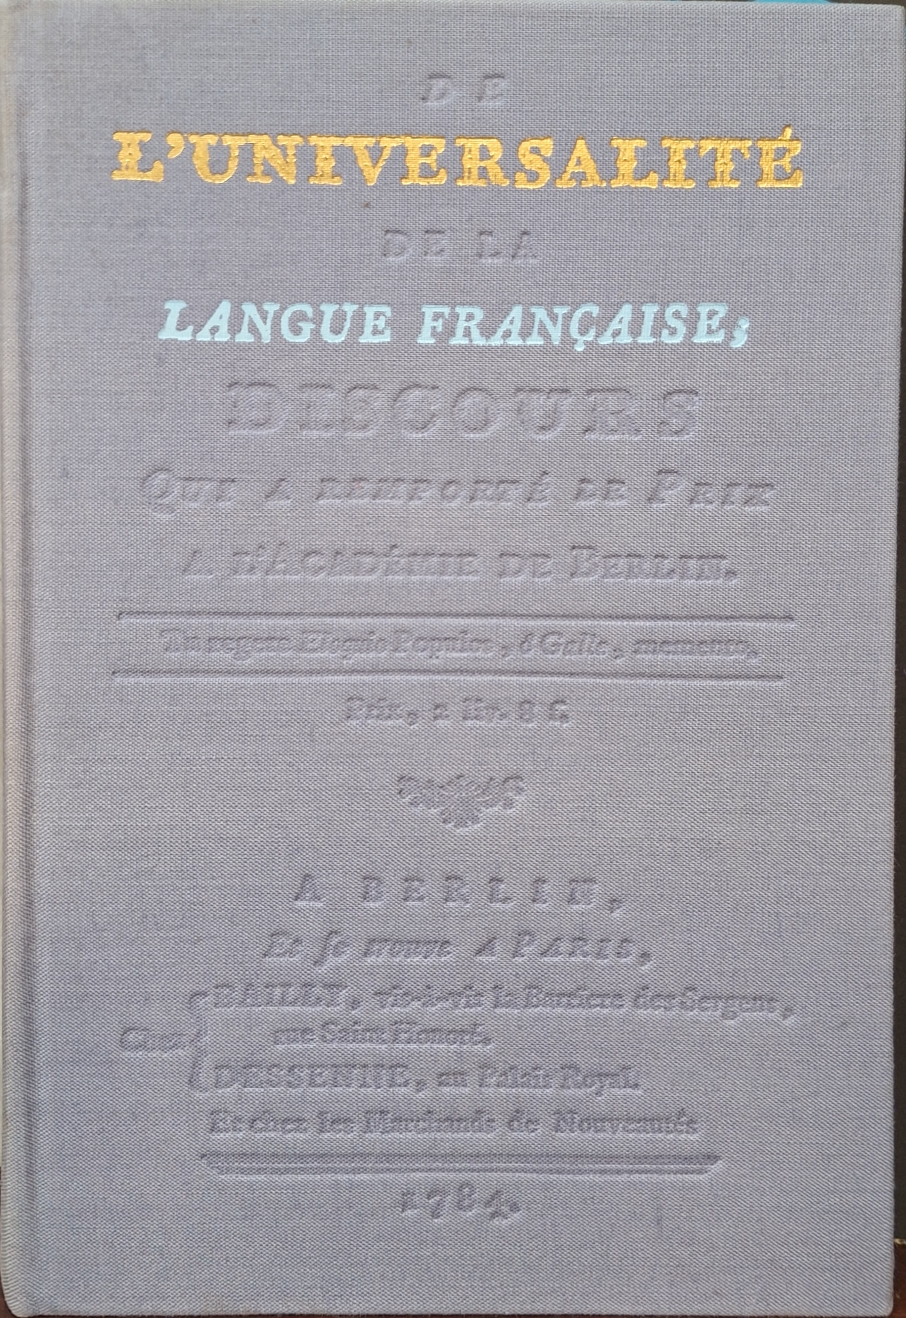 DE
L'UNIVERSALITÉ
DE LA
LANGUE FRANÇAISE;
DISCOURS
QUI A REMPORTÉ LE PRIX
A L'ACADÉMIE DE BERLIN.
Tu regere Eloquio Populos, ô Galle, memento.
Prix, 2 liv. 8 ſ.
A BERLIN,
Et ſe trouve A PARIS,
Chez BAILLY, vis-à-vis la Barriere des Sergens,
rue Saint Honoré.
DESSENNE, au Palais Royal.
Et chez les Marchands de Nouveautés
1784.